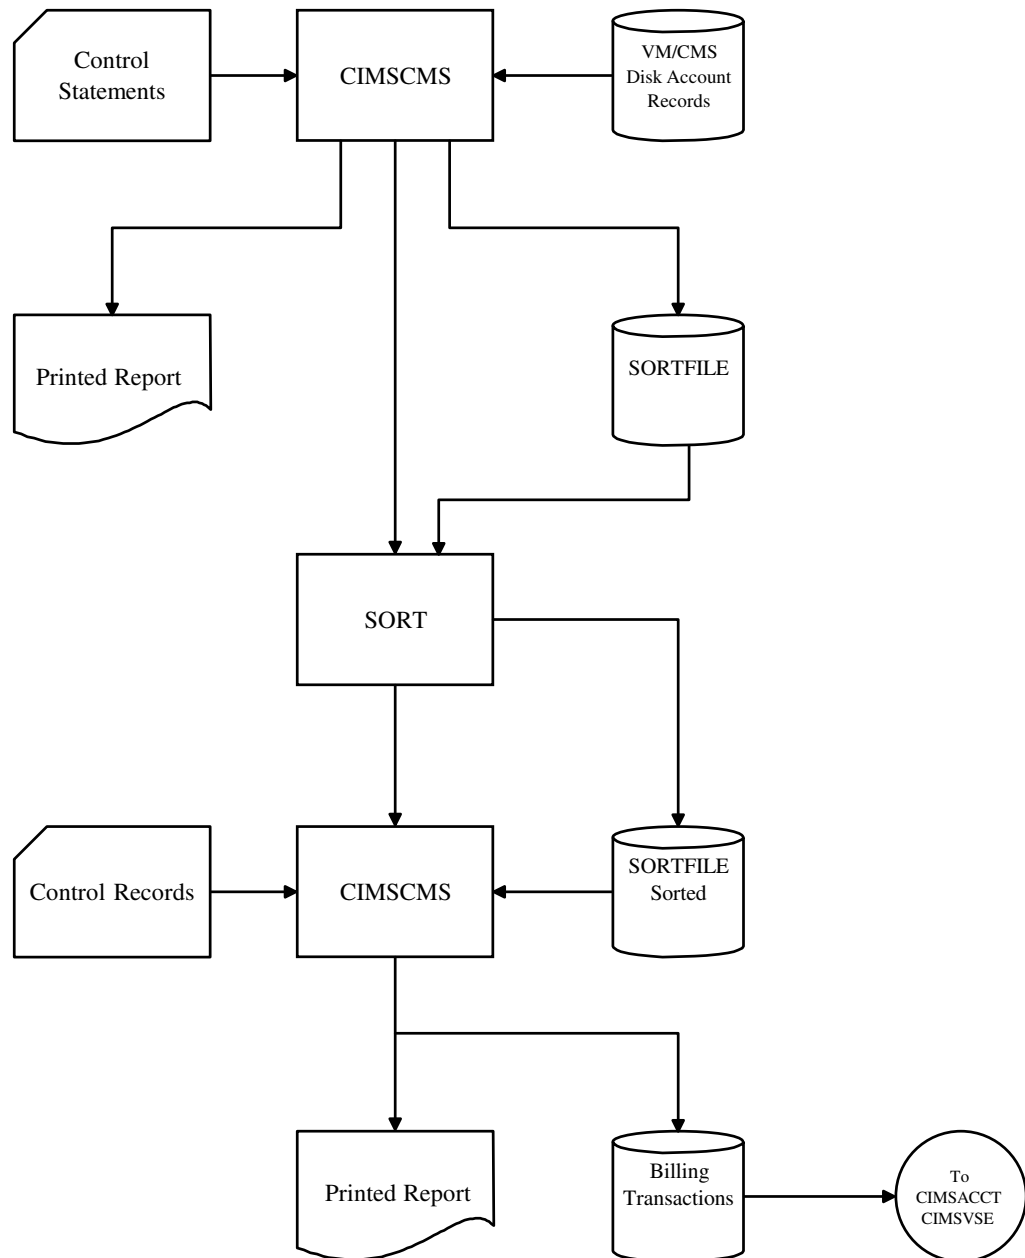 Control
Statements
CIMSCMS
VM/CMS
Disk Account
Records
Printed Report
SORTFILE
SORT
Control Records
CIMSCMS
SORTFILE
Sorted
Printed Report
Billing
Transactions
To
CIMSACCT
CIMSVSE